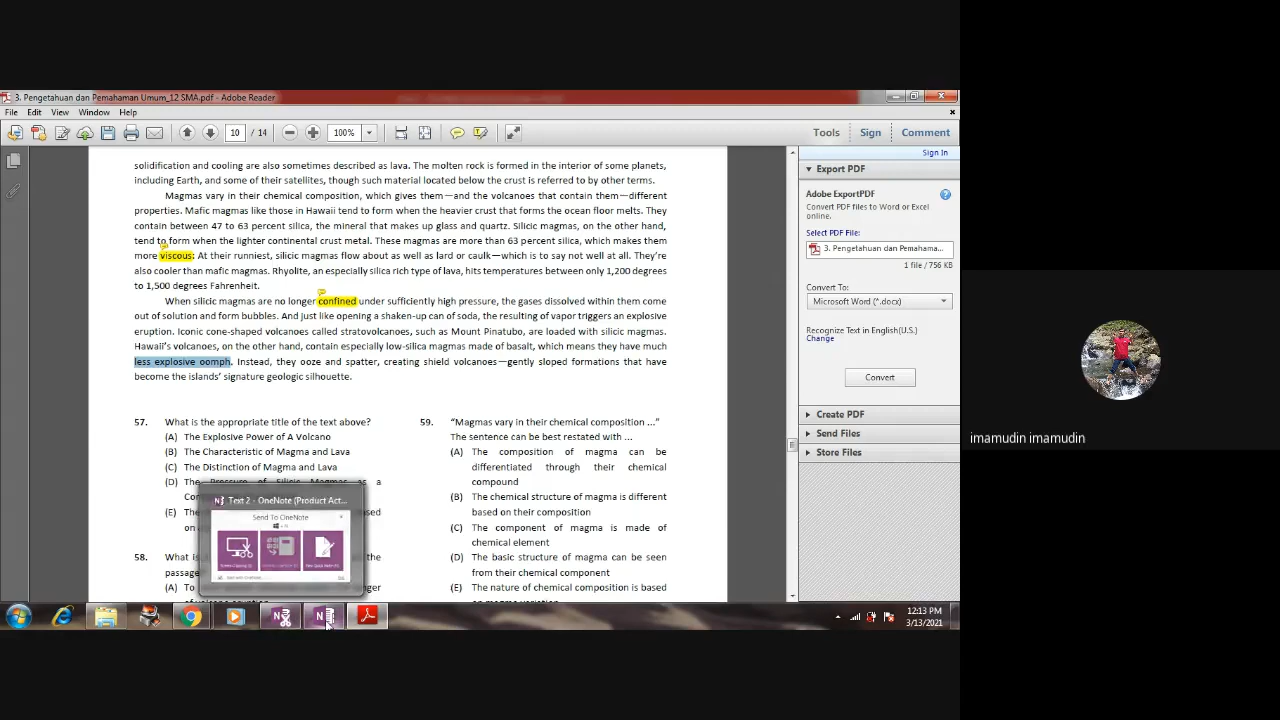 3. Pengetahuan dan Pemahaman Umum_12 SMA.pdf - Adobe Reader
File Edit View Window Help
10 / 14 100% Tools Sign Comment
Sign In
solidification and cooling are also sometimes described as lava. The molten rock is formed in the interior of some planets,
including Earth, and some of their satellites, though such material located below the crust is referred to by other terms.
Magmas vary in their chemical composition, which gives them—and the volcanoes that contain them—different
properties. Mafic magmas like those in Hawaii tend to form when the heavier crust that forms the ocean floor melts. They
contain between 47 to 63 percent silica, the mineral that makes up glass and quartz. Silicic magmas, on the other hand,
tend to form when the lighter continental crust metal. These magmas are more than 63 percent silica, which makes them
more viscous: At their runniest, silicic magmas flow about as well as lard or caulk—which is to say not well at all. They're
also cooler than mafic magmas. Rhyolite, an especially silica rich type of lava, hits temperatures between only 1,200 degrees
to 1,500 degrees Fahrenheit.
When silicic magmas are no longer confined under sufficiently high pressure, the gases dissolved within them come
out of solution and form bubbles. And just like opening a shaken-up can of soda, the resulting of vapor triggers an explosive
eruption. Iconic cone-shaped volcanoes called stratovolcanoes, such as Mount Pinatubo, are loaded with silicic magmas.
Hawaii's volcanoes, on the other hand, contain especially low-silica magmas made of basalt, which means they have much
less explosive oomph. Instead, they ooze and spatter, creating shield volcanoes—gently sloped formations that have
become the islands' signature geologic silhouette.
57. What is the appropriate title of the text above?
(A) The Explosive Power of A Volcano
(B) The Characteristic of Magma and Lava
(C) The Distinction of Magma and Lava
(D) The Pressure of Silicic Magmas as a
(E)
58.
(A)
59. "Magmas vary in their chemical composition ..."
The sentence can be best restated with ...
(A) The composition of magma can be
differentiated through their chemical
compound
(B) The chemical structure of magma is different
based on their composition
(C) The component of magma is made of
chemical element
(D) The basic structure of magma can be seen
from their chemical component
(E) The nature of chemical composition is based
Text 2 - OneNote (Product Act...
Send To OneNote
Export PDF
Adobe ExportPDF
Convert PDF files to Word or Excel
online.
Select PDF File:
3. Pengetahuan dan Pemahama...
1 file / 756 KB
Convert To:
Microsoft Word (*.docx)
Recognize Text in English(U.S.)
Change
Convert
Create PDF
Send Files
Store Files
12:13 PM
3/13/2021
imamudin imamudin